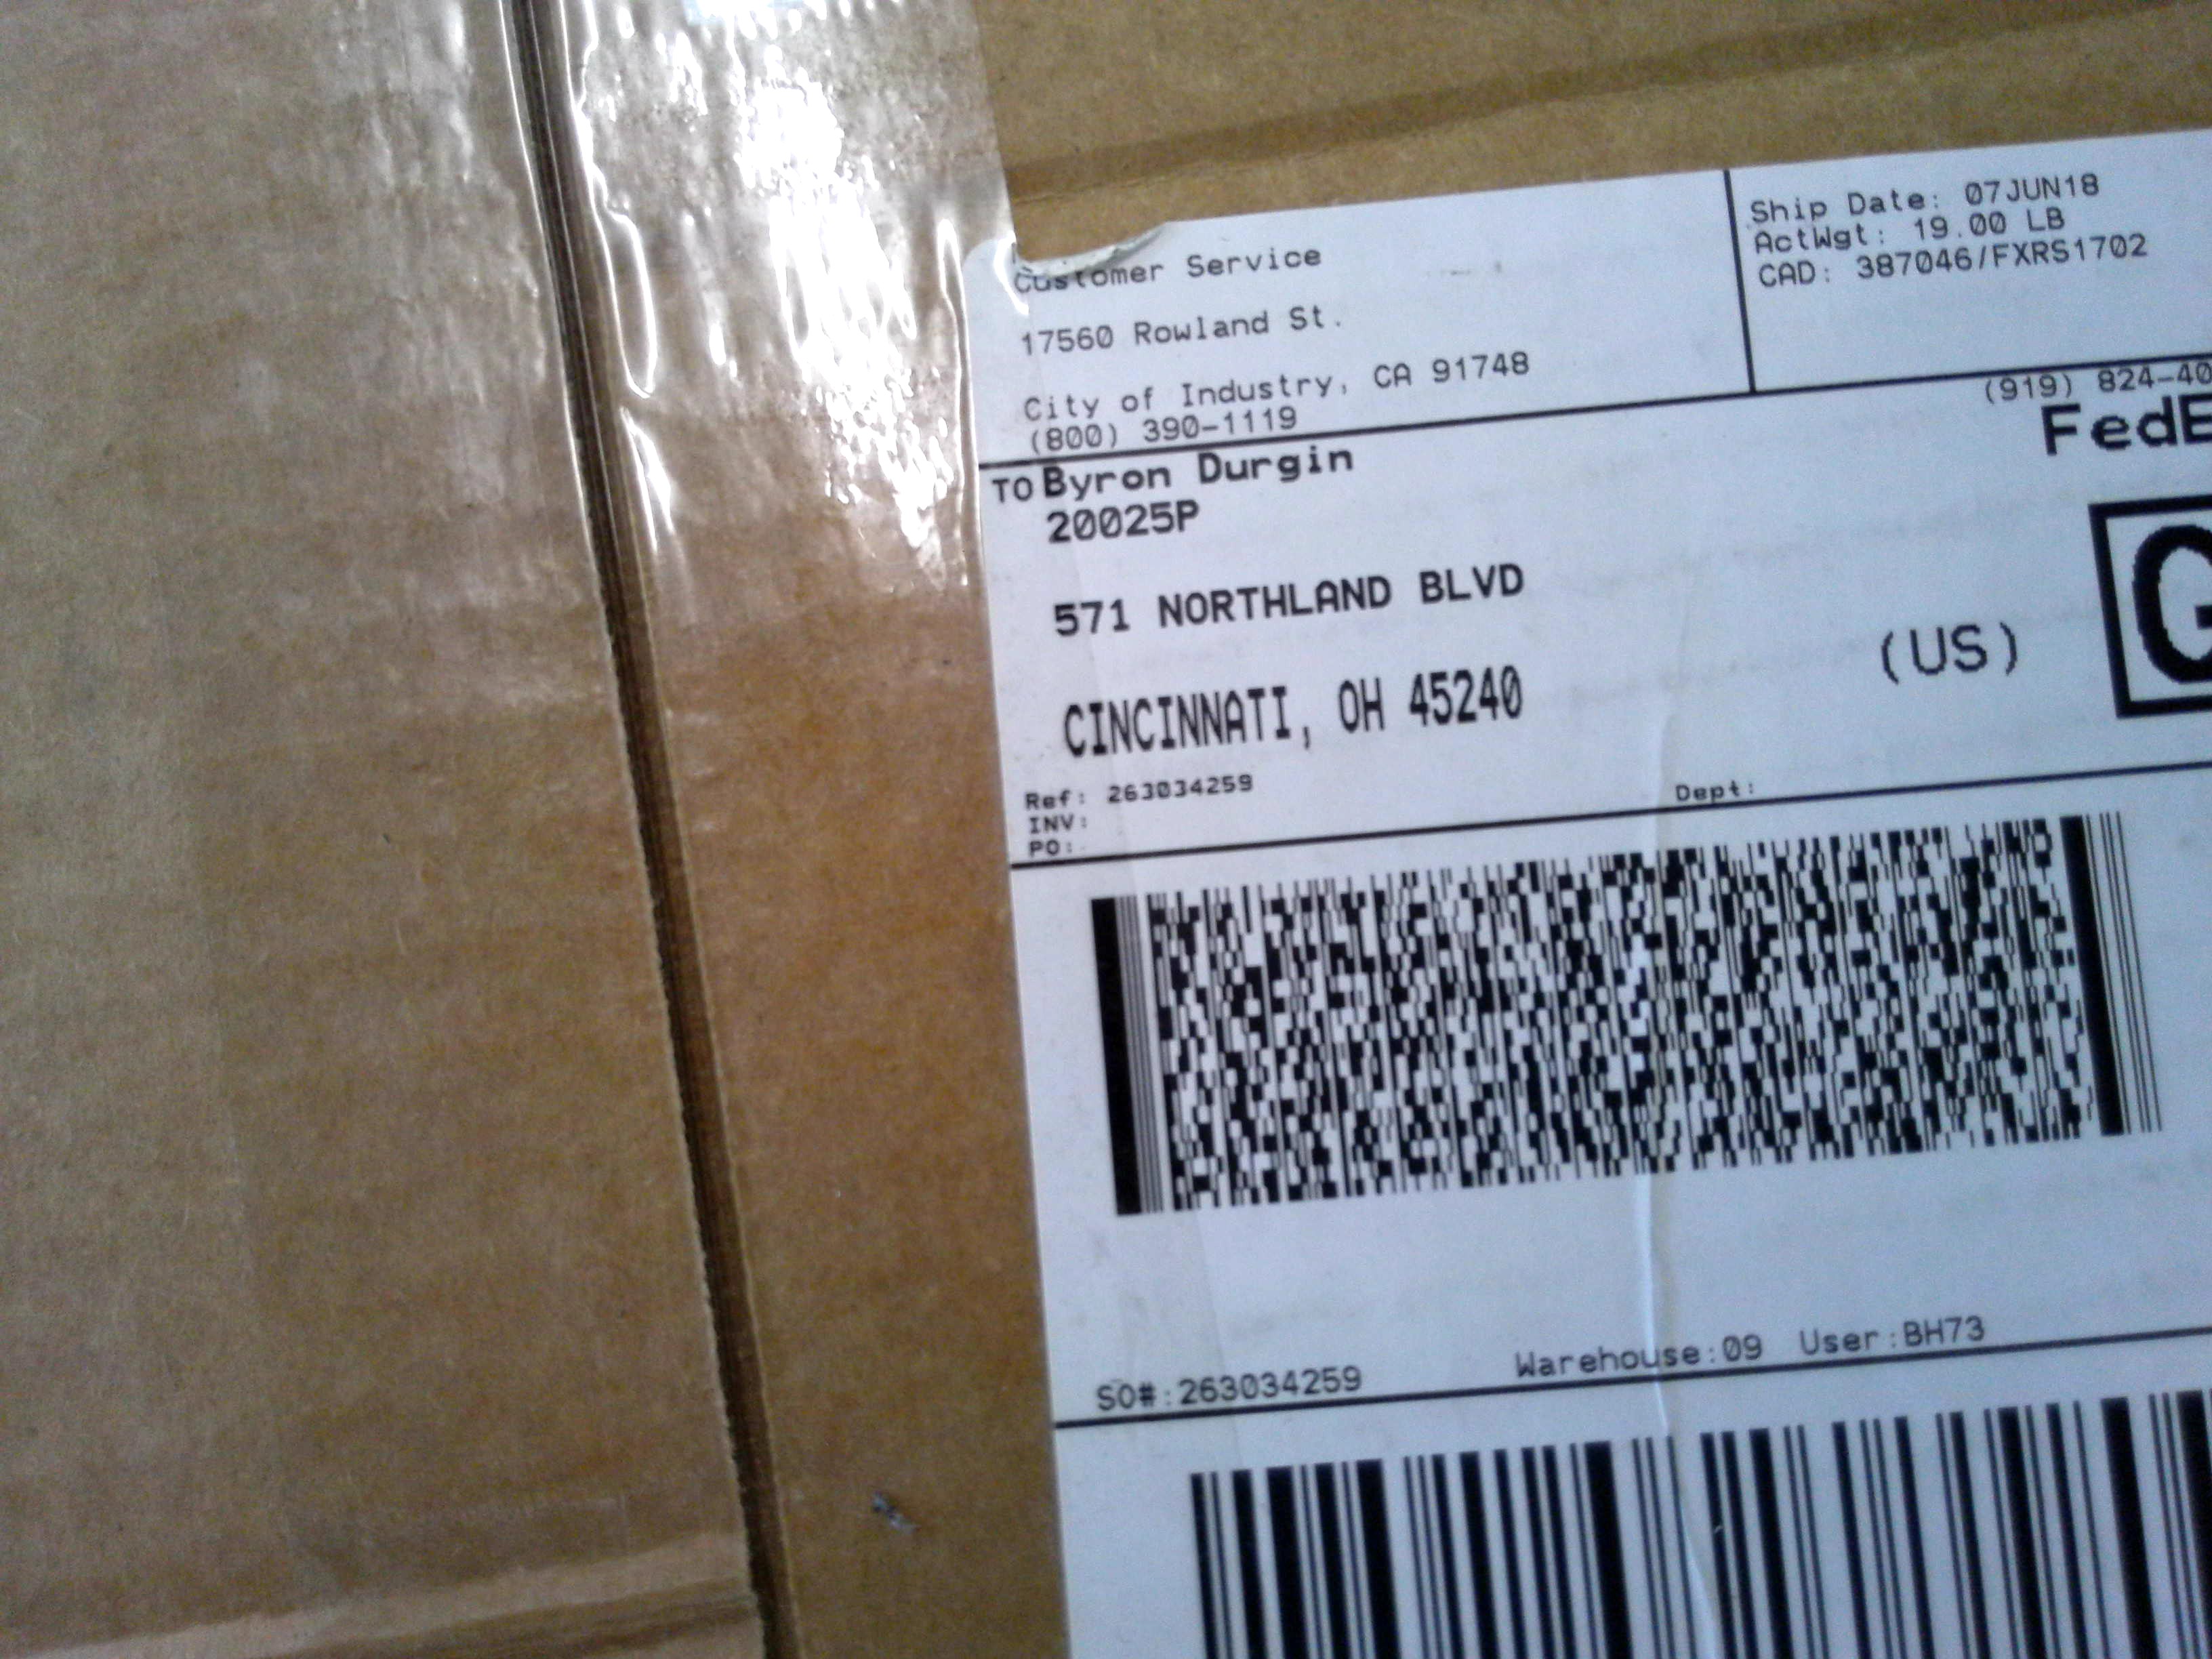 Customer Service
17560 Rowland St.
City of Industry, CA 91748
(800) 390-1119
Ship Date: 07JUN18
ActWgt: 19.00 LB
CAD: 387046/FXRS1702
TO Byron Durgin
20025P
571 NORTHLAND BLVD
CINCINNATI, OH 45240
(919) 824-40
FedE
(US)
G
Ref: 263034259
INV:
PO:
Dept:
SO#:263034259 Warehouse:09 User:BH73